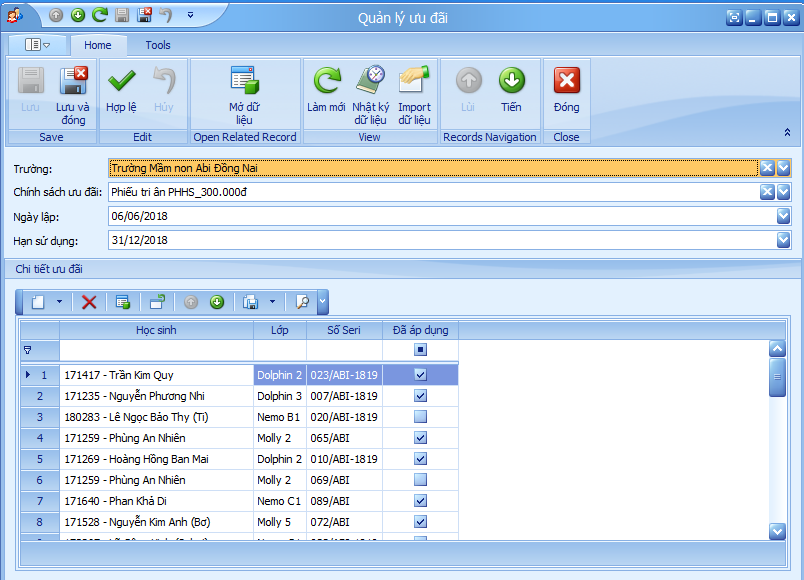 Quản lý ưu đãi
Home Tools
Lưu Lưu và đóng Hợp lệ Hủy Mở dữ liệu Làm mới Nhật ký dữ liệu Import dữ liệu Lùi Tiến Đóng
Save Edit Open Related Record View Records Navigation Close
Trường: Trường Mầm non Abi Đồng Nai
Chính sách ưu đãi: Phiếu tri ân PHHS_300.000đ
Ngày lập: 06/06/2018
Hạn sử dụng: 31/12/2018
Chi tiết ưu đãi
Học sinh Lớp Số Seri Đã áp dụng
1 171417 - Trần Kim Quy Dolphin 2 023/ABI-1819
2 171235 - Nguyễn Phương Nhi Dolphin 3 007/ABI-1819
3 180283 - Lê Ngọc Bảo Thy (Ti) Nemo B1 020/ABI-1819
4 171259 - Phùng An Nhiên Molly 2 065/ABI
5 171269 - Hoàng Hồng Ban Mai Dolphin 2 010/ABI-1819
6 171259 - Phùng An Nhiên Molly 2 069/ABI
7 171640 - Phan Khả Di Nemo C1 089/ABI
8 171528 - Nguyễn Kim Anh (Bơ) Molly 5 072/ABI